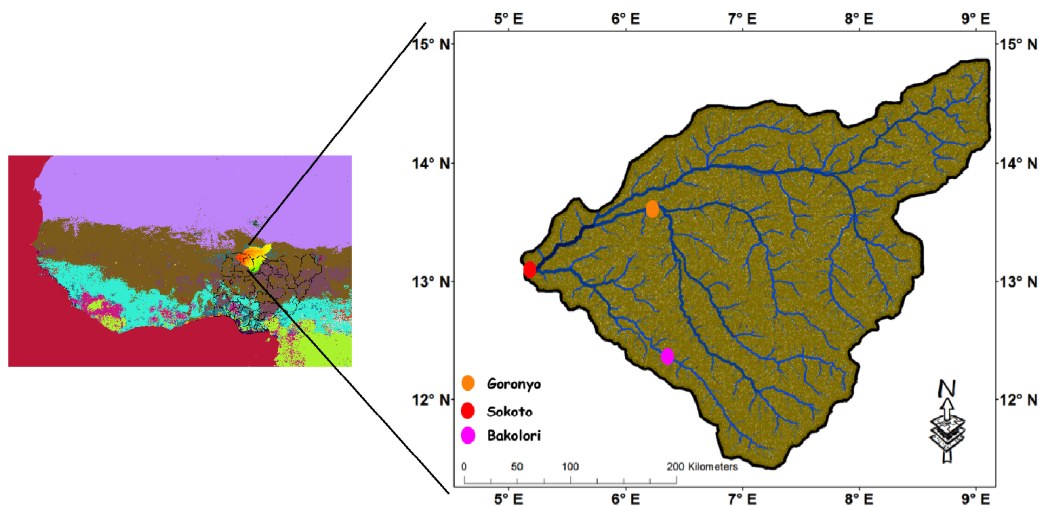 5° E 6° E 7° E 8° E 9° E
15° N 15° N
14° N 14° N
13° N 13° N
12° N 12° N
N
Goronyo
Sokoto
Bakolori
0 50 100 200 Kilometers
5° E 6° E 7° E 8° E 9° E